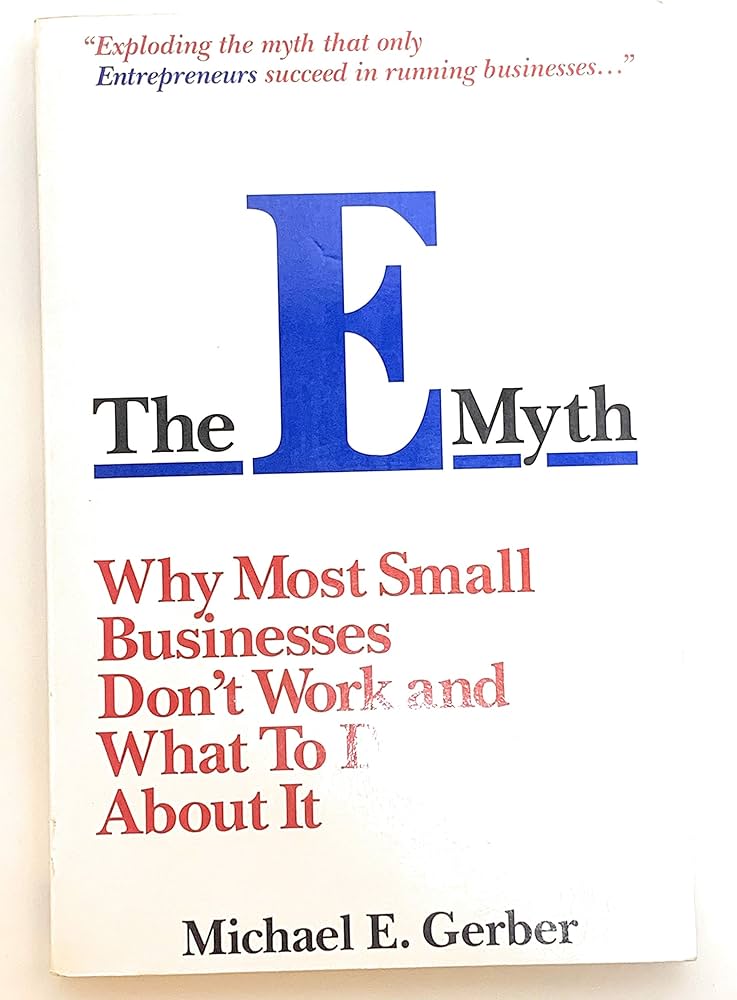 “Exploding the myth that only
Entrepreneurs succeed in running businesses...”
The E Myth
Why Most Small
Businesses
Don’t Work and
What To
About It
Michael E. Gerber